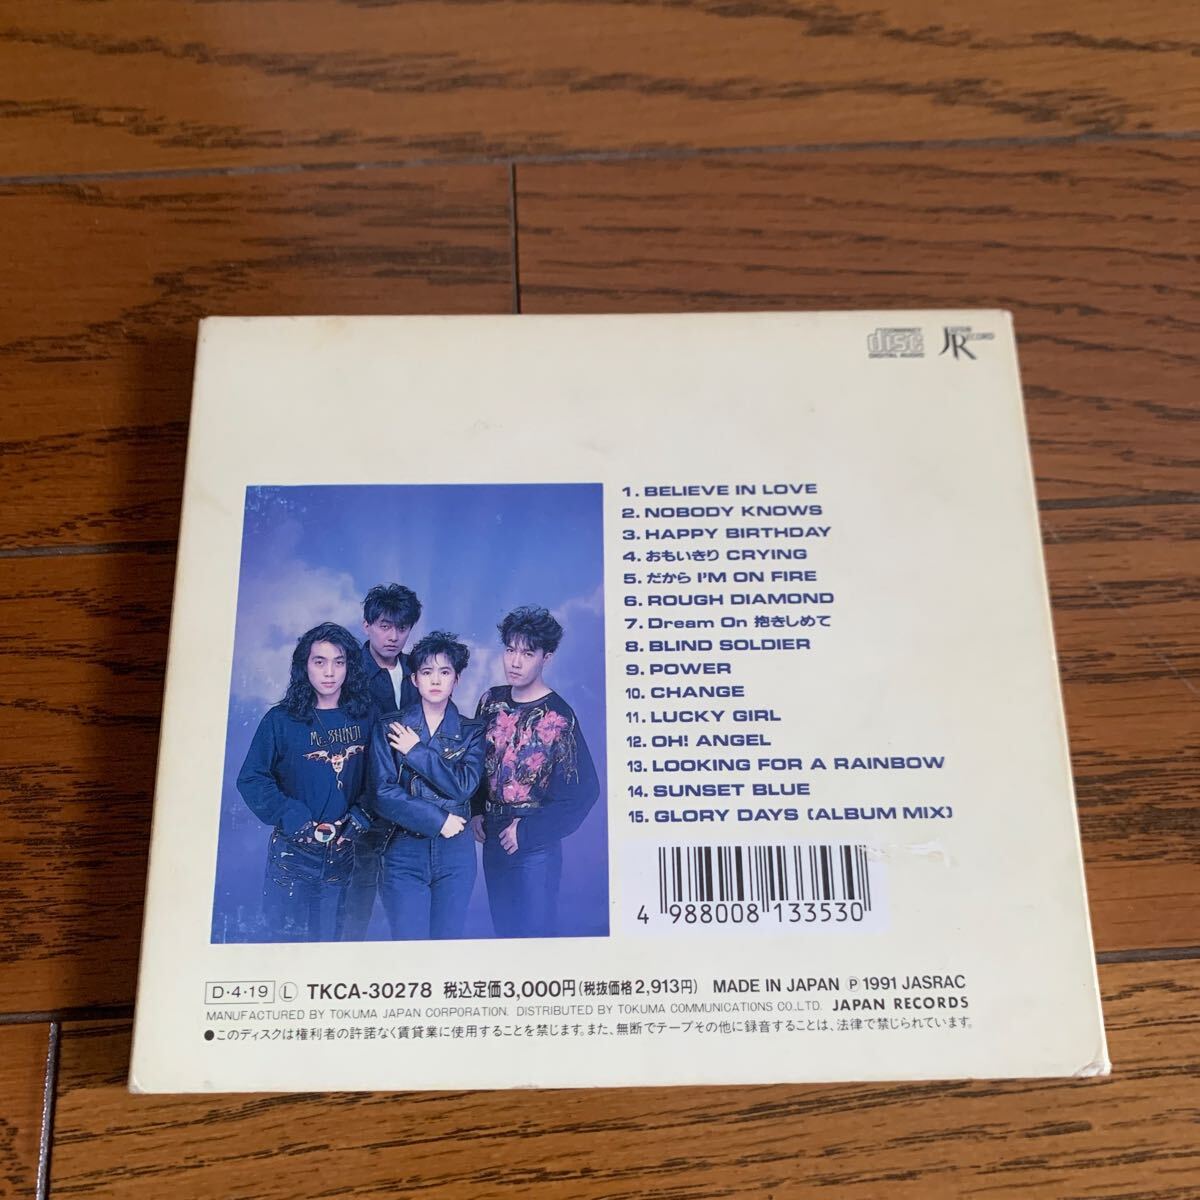 COMPACT
disc
DIGITAL AUDIO
JAPAN RECORD
1. BELIEVE IN LOVE
2. NOBODY KNOWS
3. HAPPY BIRTHDAY
4. おもいきり CRYING
5. だから I'M ON FIRE
6. ROUGH DIAMOND
7. Dream On 抱きしめて
8. BLIND SOLDIER
9. POWER
10. CHANGE
11. LUCKY GIRL
12. OH! ANGEL
13. LOOKING FOR A RAINBOW
14. SUNSET BLUE
15. GLORY DAYS (ALBUM MIX)
Mr. SHINJI
4 988008 133530
D・4・19 Ⓛ TKCA-30278 税込定価3,000円(税抜価格2,913円) MADE IN JAPAN Ⓟ 1991 JASRAC
MANUFACTURED BY TOKUMA JAPAN CORPORATION. DISTRIBUTED BY TOKUMA COMMUNICATIONS CO.,LTD. JAPAN RECORDS
●このディスクは権利者の許諾なく賃貸業に使用することを禁じます。また、無断でテープその他に録音することは、法律で禁じられています。